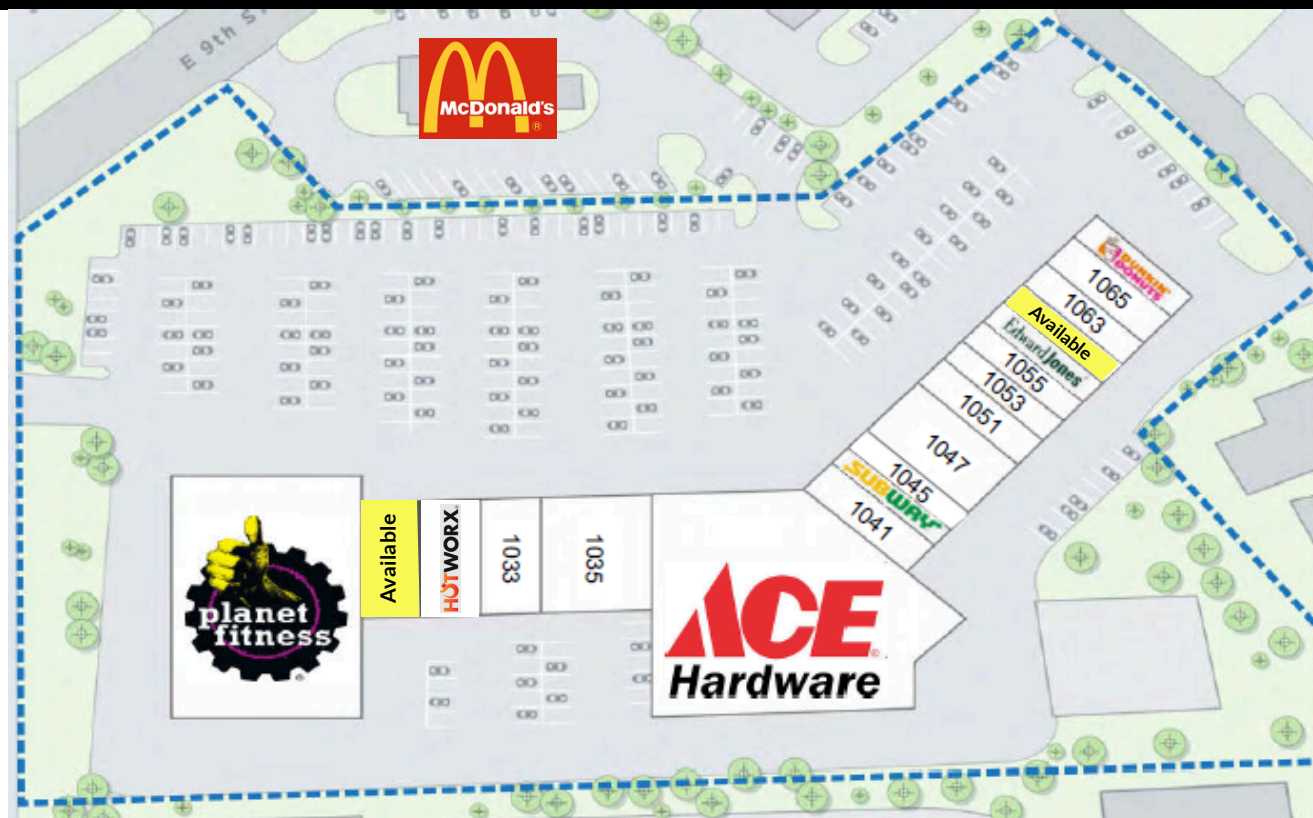 E 9th S
McDonald's
®
DUNKIN'
DONUTS
1065
1063
Available
Edward Jones
1055
1053
1051
1047
1045
SUBWAY
1041
planet
fitness
Available
HOTWORX
1033
1035
ACE
Hardware